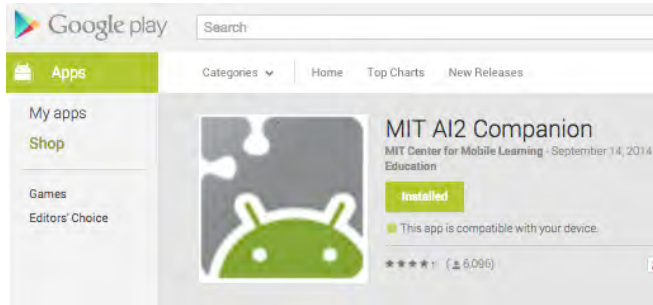 Google play
Search
Apps
Categories
Home
Top Charts
New Releases
My apps
Shop
Games
Editors' Choice
MIT AI2 Companion
MIT Center for Mobile Learning - September 14, 2014
Education
Installed
This app is compatible with your device.
(6,096)